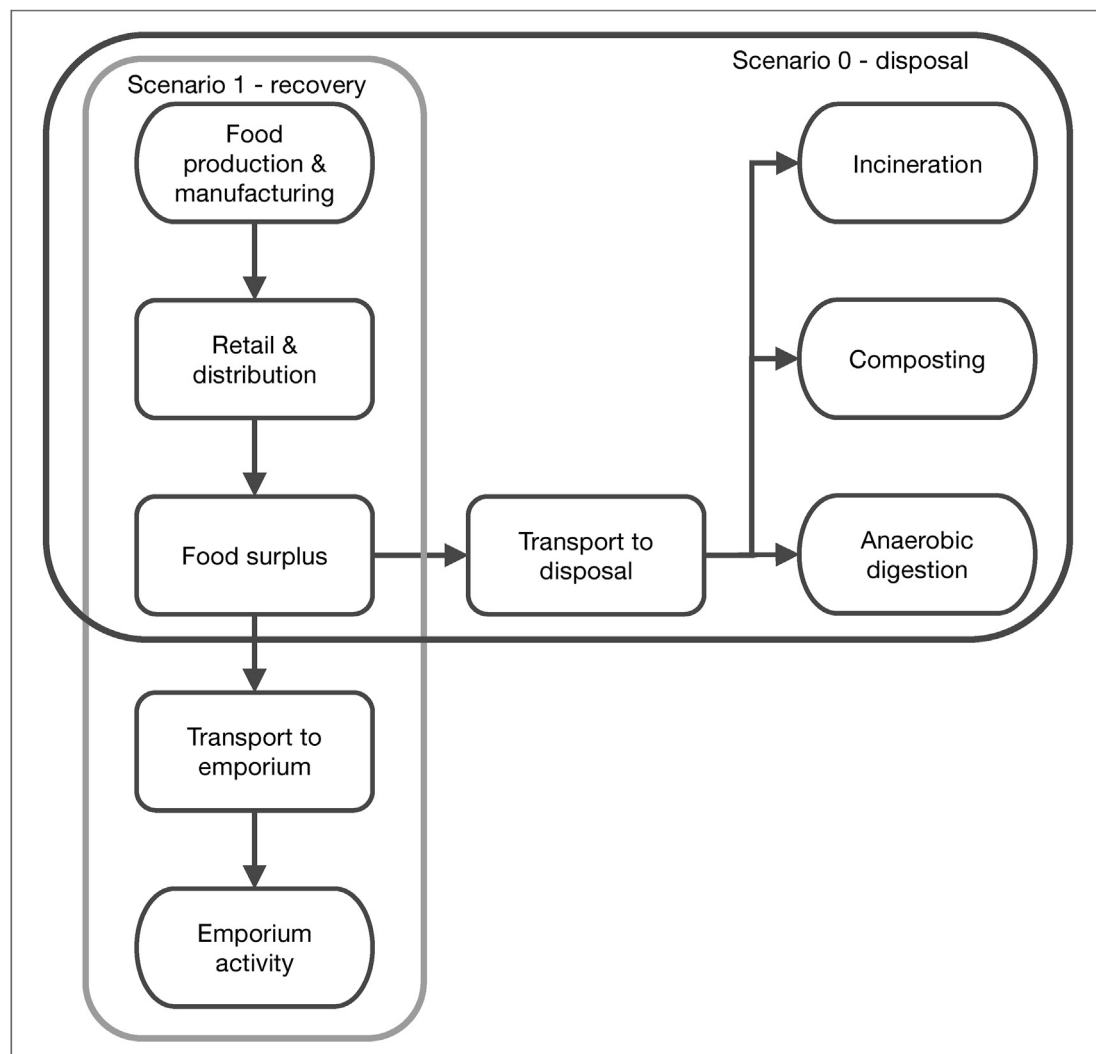 Scenario 0 - disposal
Scenario 1 - recovery
Food
production &
manufacturing
Incineration
Retail &
distribution
Composting
Food surplus
Transport to
disposal
Anaerobic
digestion
Transport to
emporium
Emporium
activity